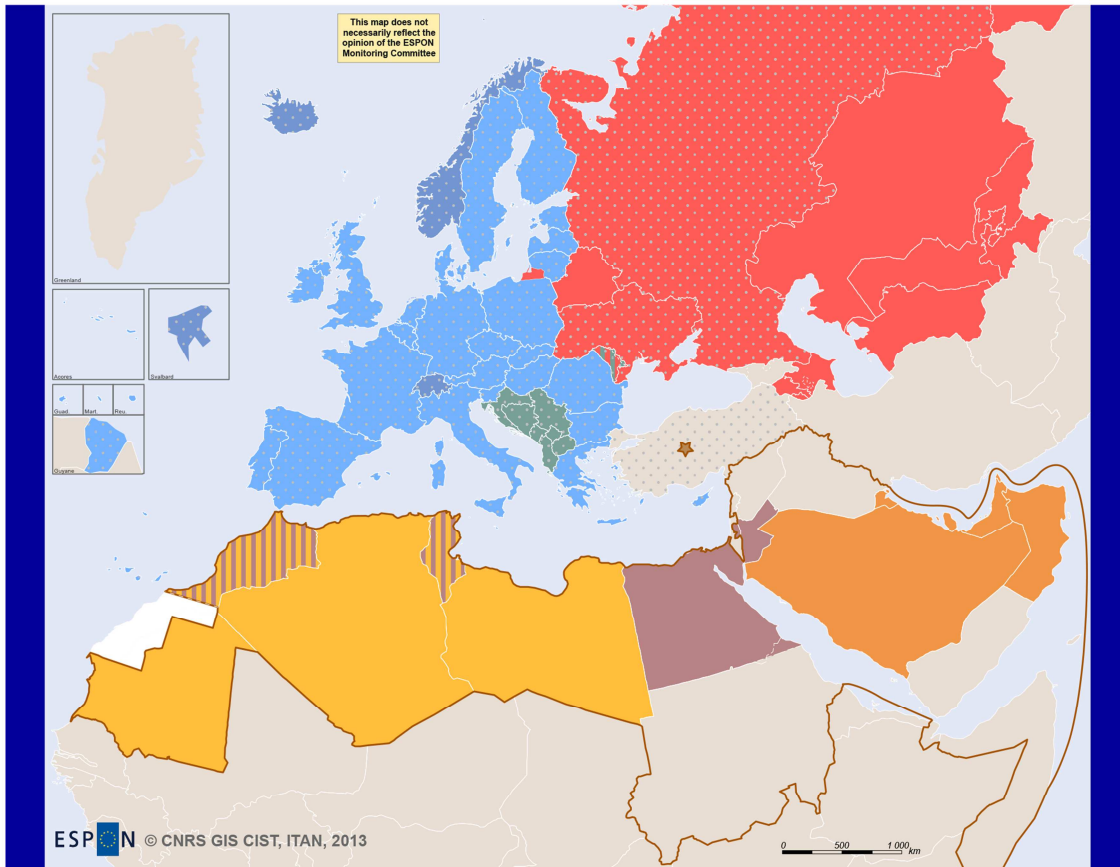 This map does not
necessarily reflect the
opinion of the ESPON
Monitoring Committee
Greenland
Açores
Svalbard
Guad.
Mart.
Reu.
Guyane
ESPON © CNRS GIS CIST, ITAN, 2013
0 500 1 000
km